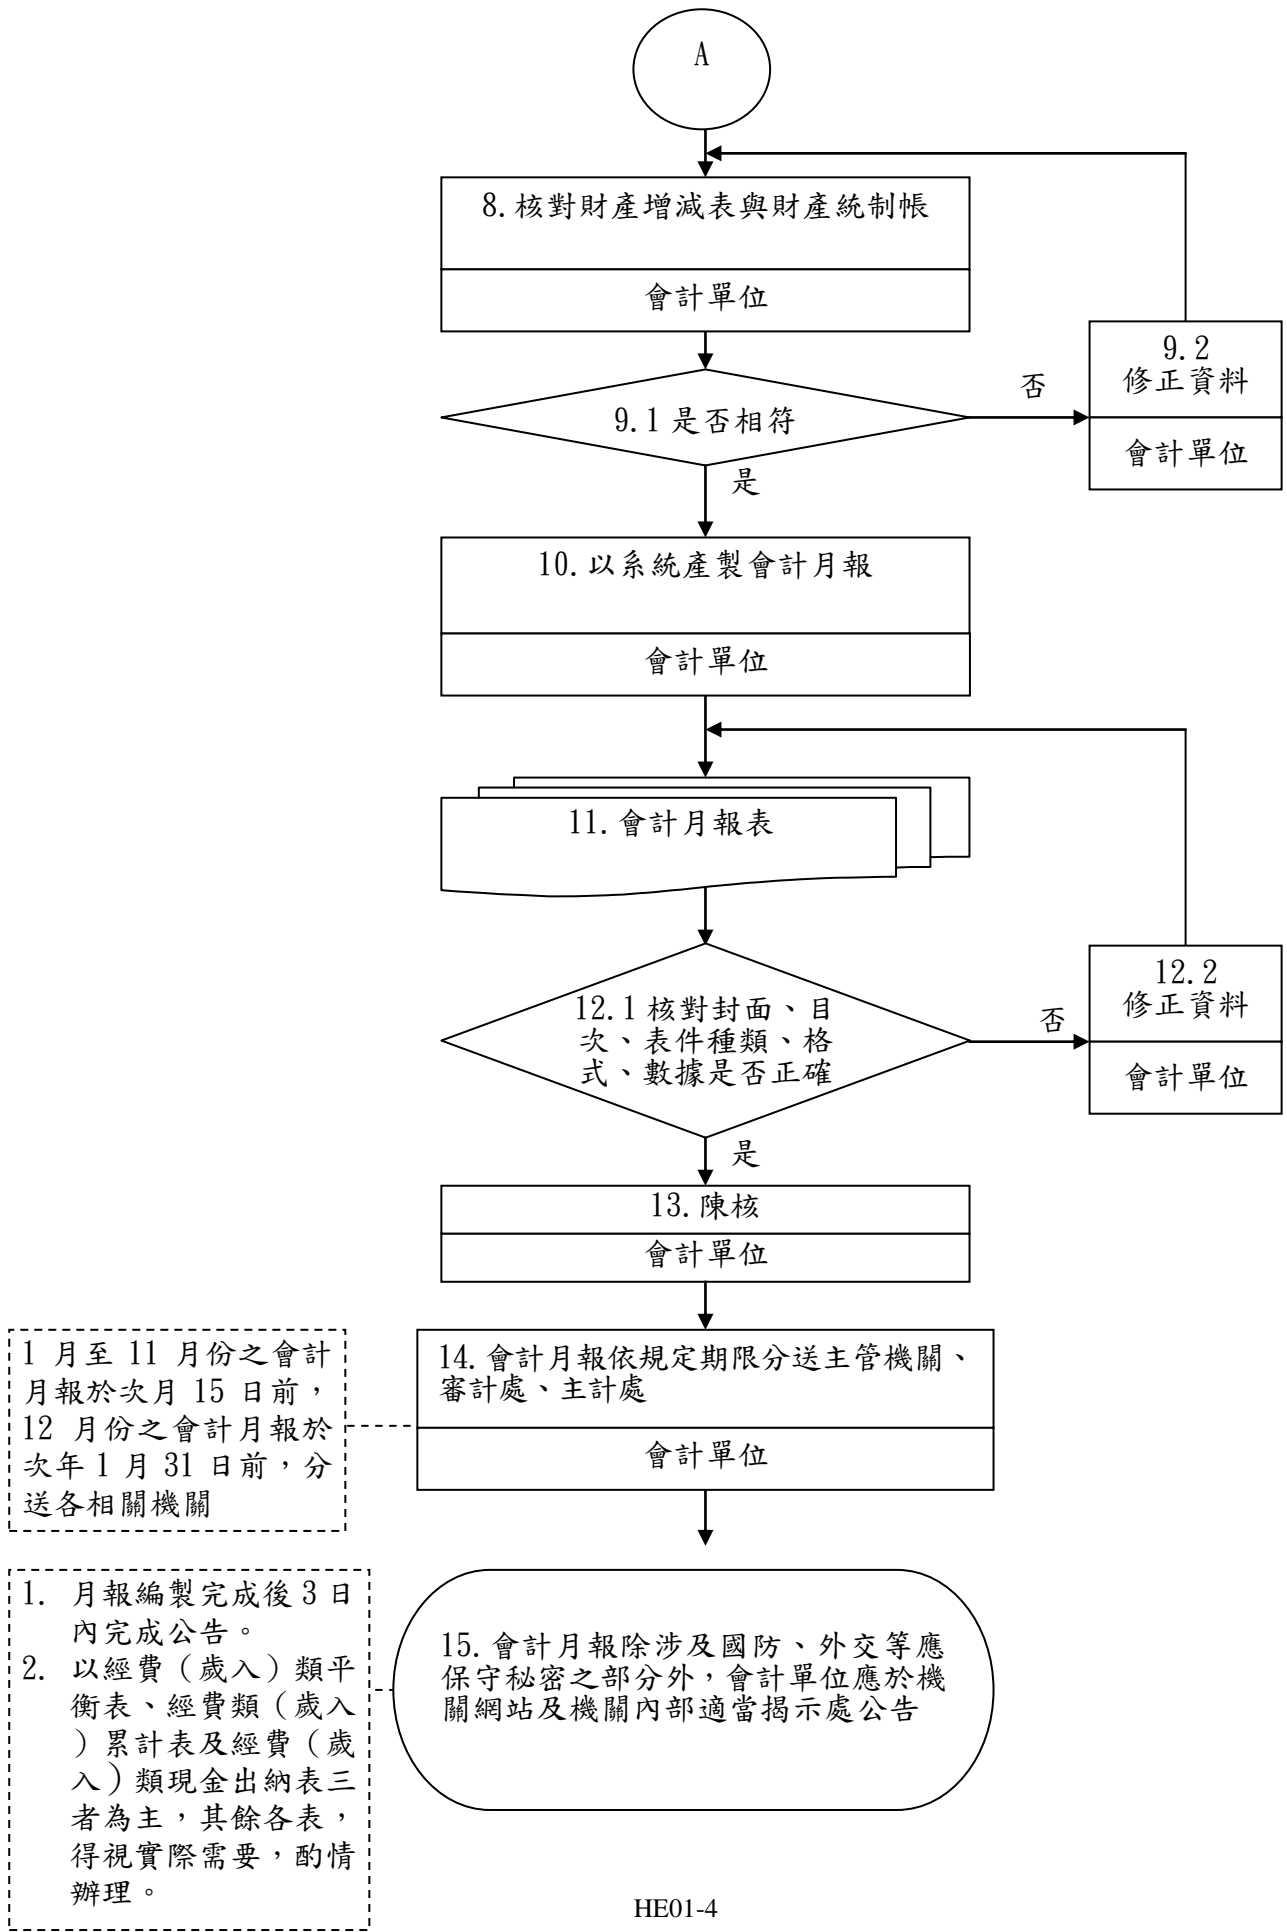 A
8.核對財產增減表與財產統制帳
會計單位
9.1 是否相符
否
9.2
修正資料
會計單位
是
10.以系統產製會計月報
會計單位
11.會計月報表
12.1 核對封面、目
次、表件種類、格
式、數據是否正確
否
12.2
修正資料
會計單位
是
13.陳核
會計單位
14.會計月報依規定期限分送主管機關、
審計處、主計處
會計單位
1 月至 11 月份之會計
月報於次月 15 日前，
12 月份之會計月報於
次年 1 月 31 日前，分
送各相關機關
15.會計月報除涉及國防、外交等應
保守秘密之部分外，會計單位應於機
關網站及機關內部適當揭示處公告
1. 月報編製完成後 3 日
內完成公告。
2. 以經費（歲入）類平
衡表、經費類（歲入
）累計表及經費（歲
入）類現金出納表三
者為主，其餘各表，
得視實際需要，酌情
辦理。
HE01-4